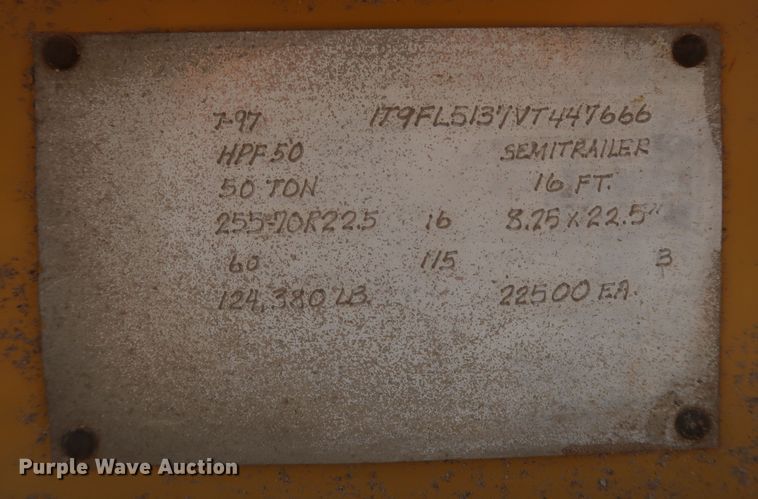 7-97 1T9FL5137VT447666
HPF50 SEMITRAILER
50 TON 16 FT.
255-70R22.5 16 8.25 X 22.5"
60 115 3
124,380 LB. 22500 EA.
Purple Wave Auction